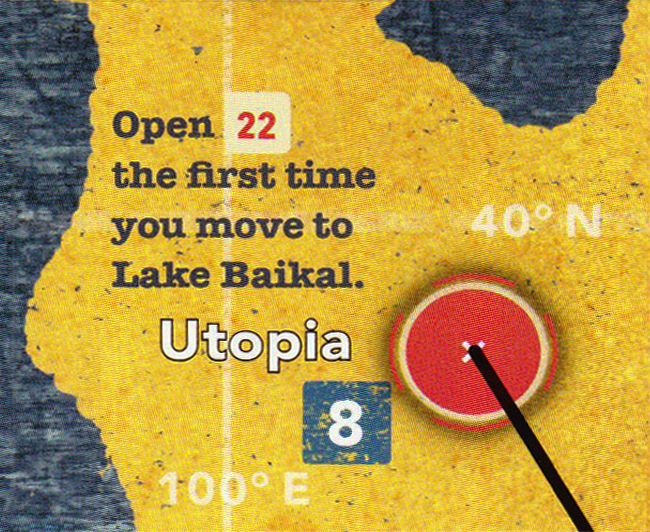 Open 22
the first time
you move to
Lake Baikal.
40° N
Utopia
8
100° E